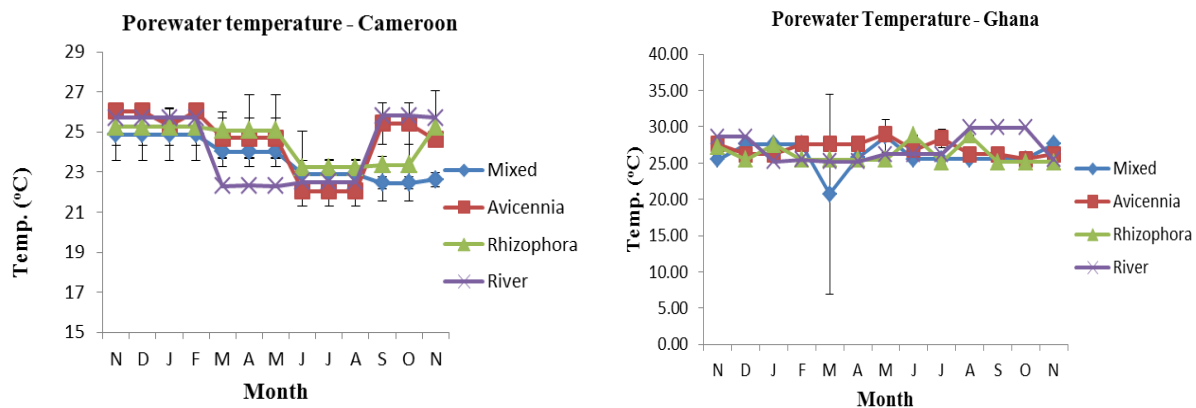 Porewater temperature - Cameroon
29
27
25
23
21
19
17
15
Temp. (°C)
N D J F M A M J J A S O N
Month
Mixed
Avicennia
Rhizophora
River
Porewater Temperature - Ghana
40.00
35.00
30.00
25.00
20.00
15.00
10.00
5.00
0.00
Temp. (°C)
N D J F M A M J J A S O N
Month
Mixed
Avicennia
Rhizophora
River